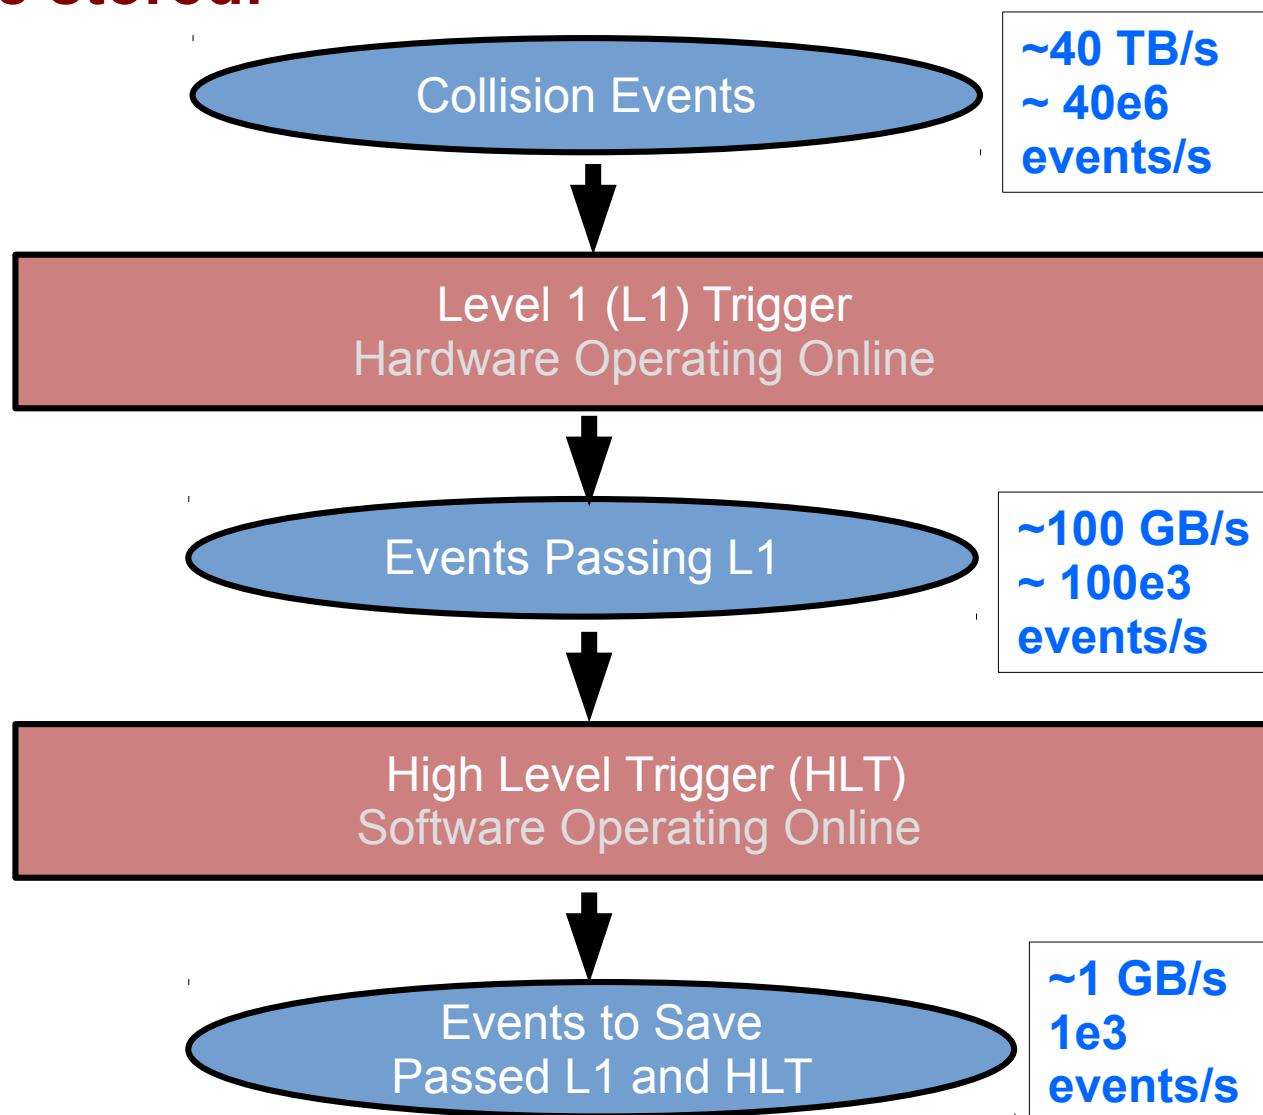 stored.
Collision Events
~40 TB/s
~ 40e6
events/s
Level 1 (L1) Trigger
Hardware Operating Online
Events Passing L1
~100 GB/s
~ 100e3
events/s
High Level Trigger (HLT)
Software Operating Online
Events to Save
Passed L1 and HLT
~1 GB/s
1e3
events/s